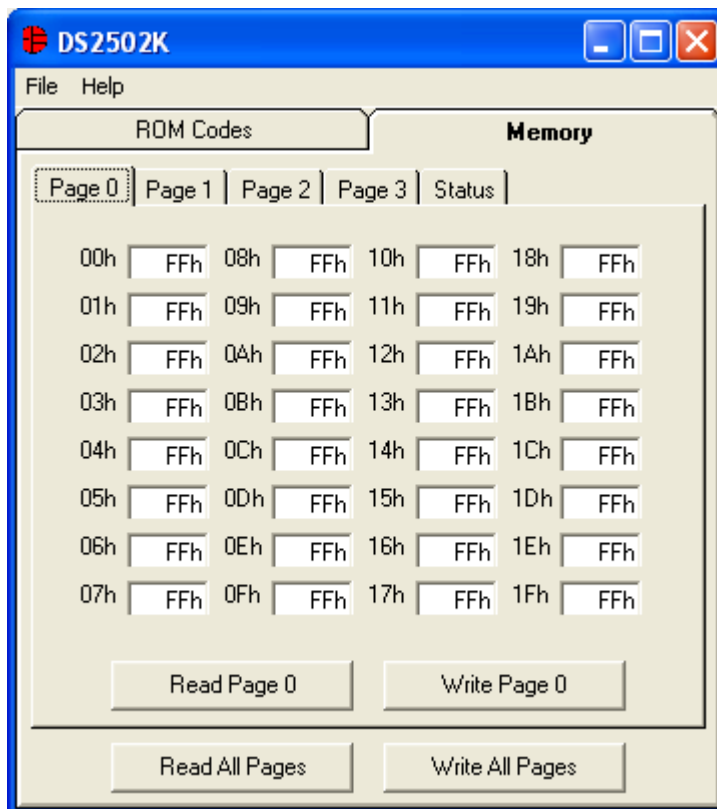 DS2502K
File Help
ROM Codes Memory
Page 0 Page 1 Page 2 Page 3 Status
00h FFh 08h FFh 10h FFh 18h FFh
01h FFh 09h FFh 11h FFh 19h FFh
02h FFh 0Ah FFh 12h FFh 1Ah FFh
03h FFh 0Bh FFh 13h FFh 1Bh FFh
04h FFh 0Ch FFh 14h FFh 1Ch FFh
05h FFh 0Dh FFh 15h FFh 1Dh FFh
06h FFh 0Eh FFh 16h FFh 1Eh FFh
07h FFh 0Fh FFh 17h FFh 1Fh FFh
Read Page 0 Write Page 0
Read All Pages Write All Pages